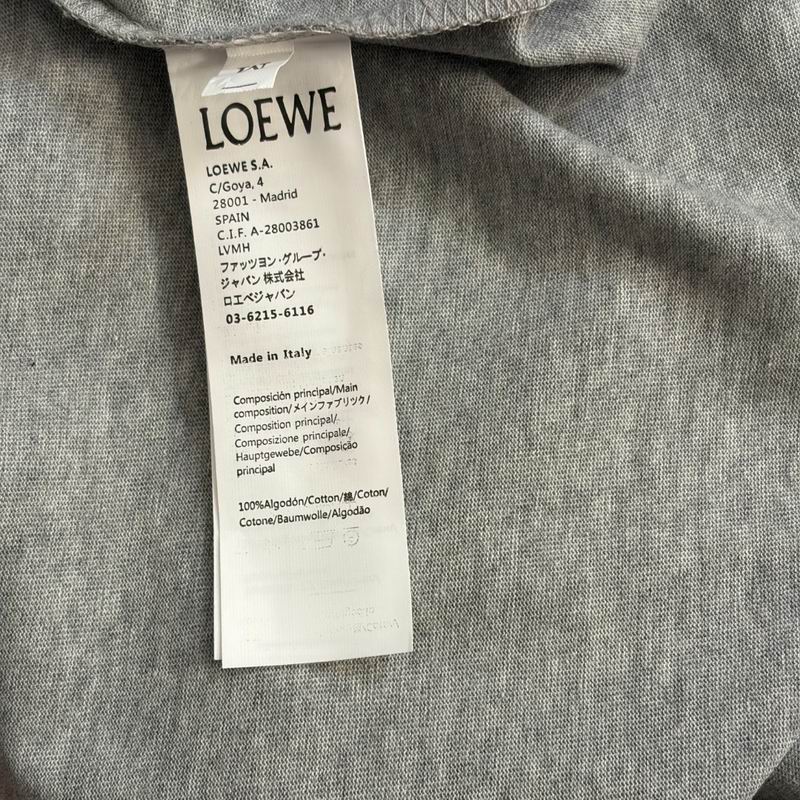 LOEWE
LOEWE S.A.
C/Goya, 4
28001 - Madrid
SPAIN
C.I.F. A-28003861
LVMH
ファッツヨン･グループ･
ジャパン 株式会社
ロエベジャパン
03-6215-6116
Made in Italy
Composición principal/Main
composition/メインファブリツク/
Composition principal/
Composizione principale/
Hauptgewebe/Composição
principal
100%Algodón/Cotton/綿/Coton/
Cotone/Baumwolle/Algodão